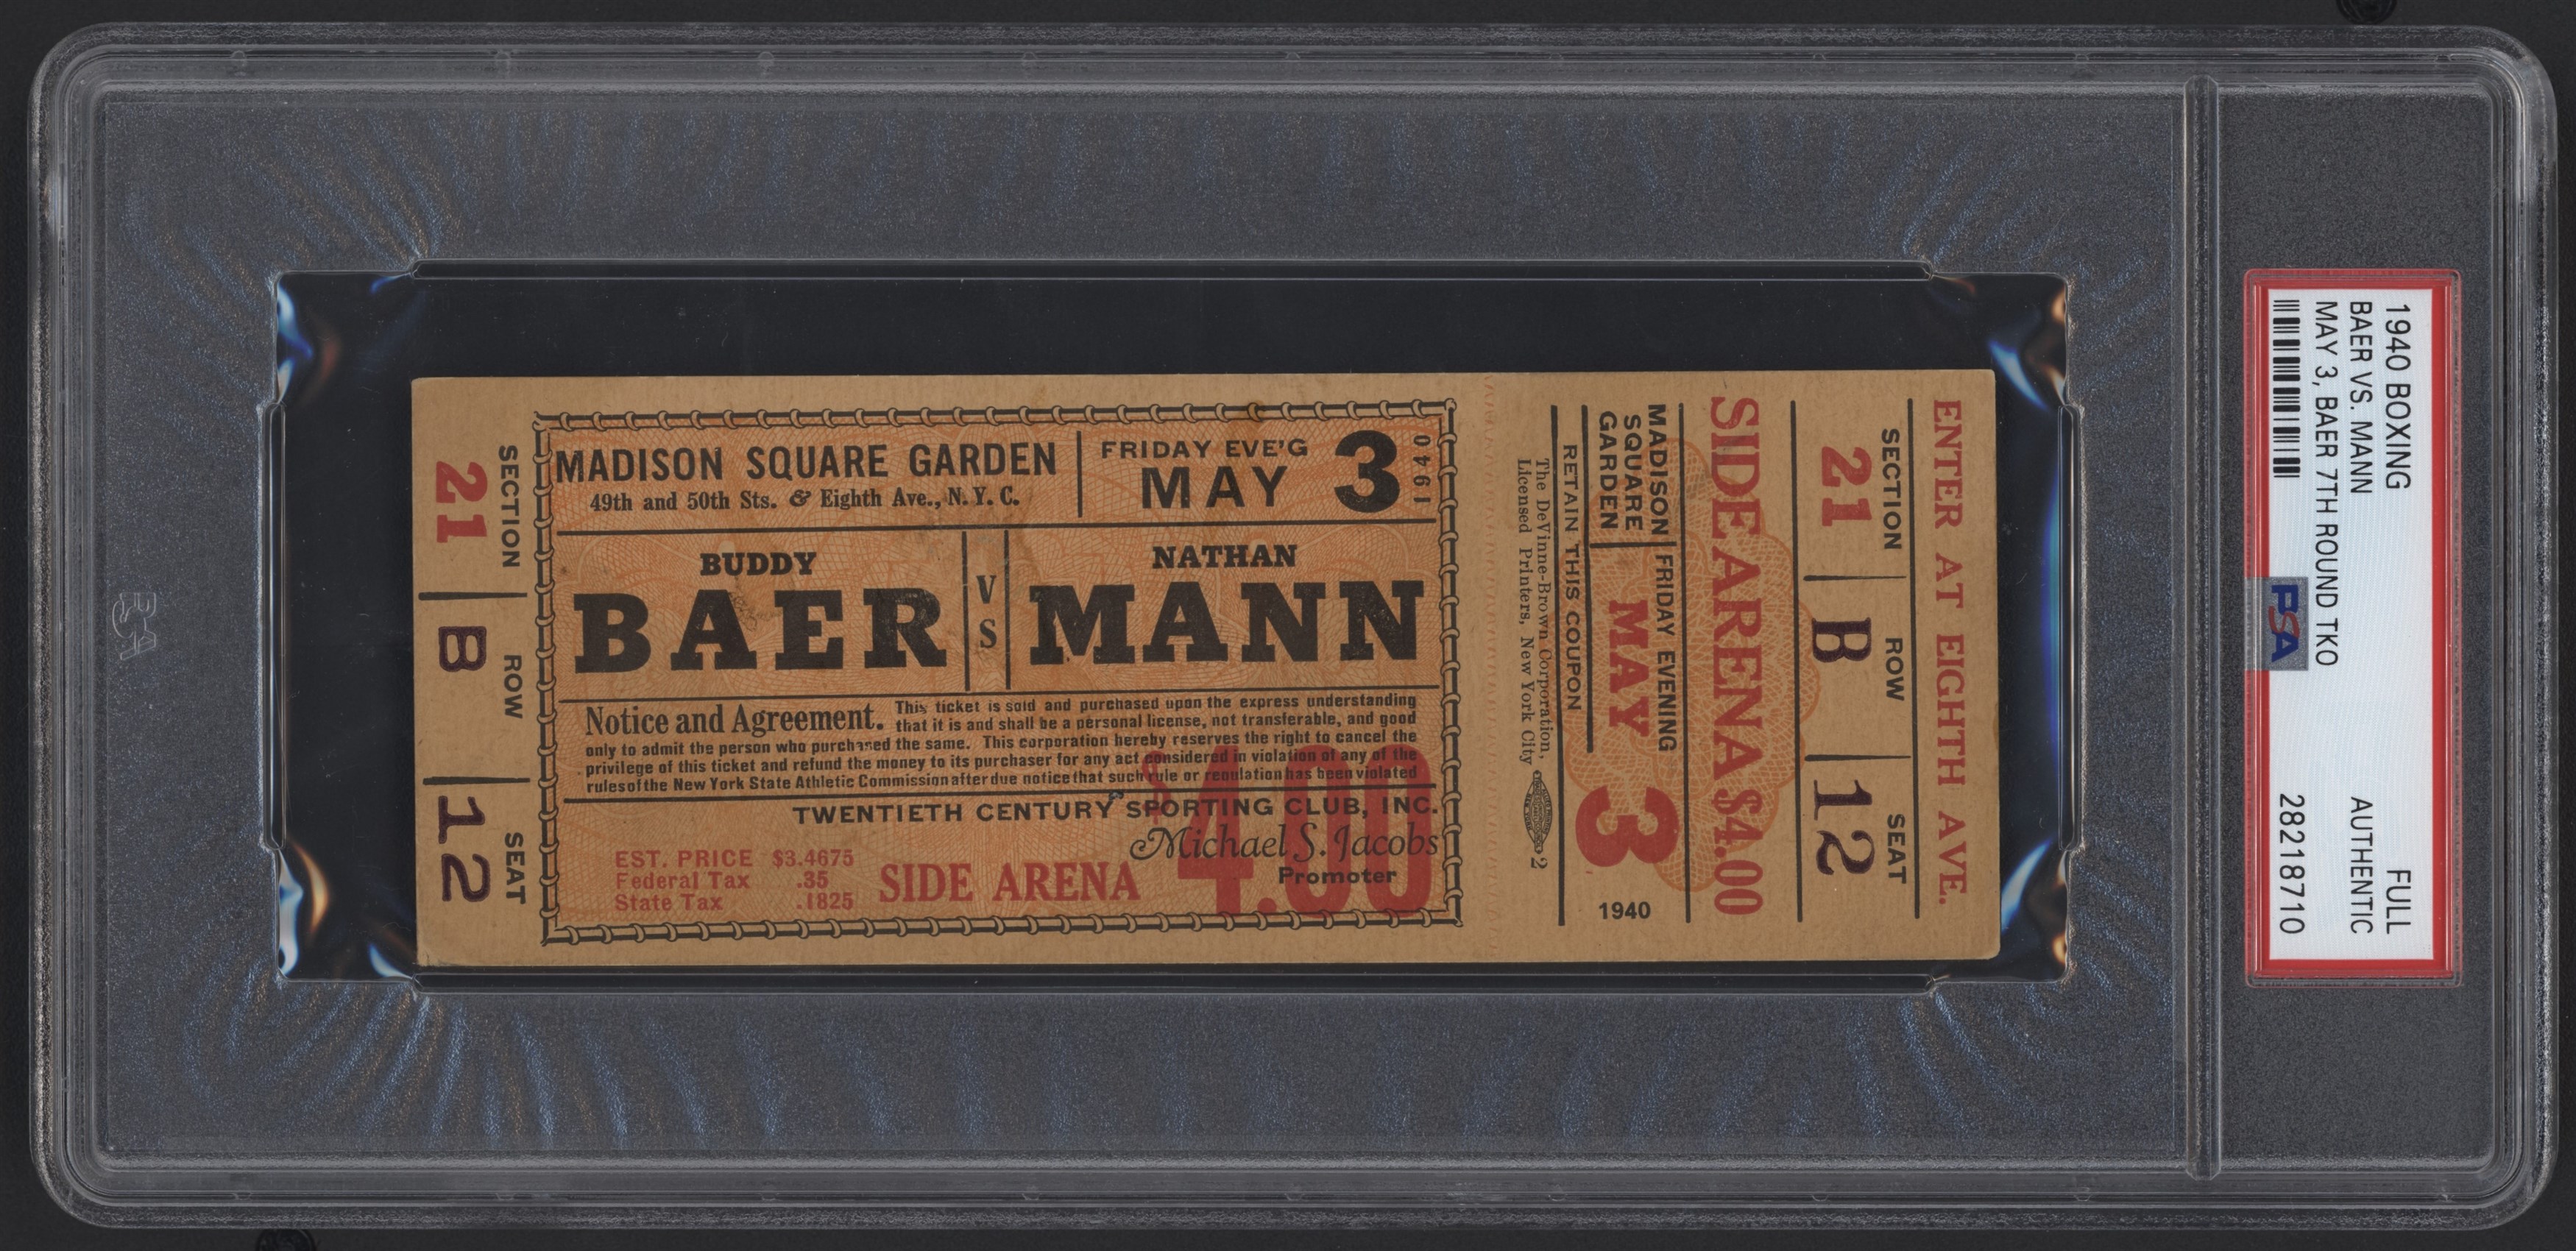 SECTION
21
ROW
B
SEAT
12
MADISON SQUARE GARDEN
49th and 50th Sts. & Eighth Ave., N.Y.C.
FRIDAY EVE'G
MAY 3
1940
BUDDY
BAER
VS
NATHAN
MANN
Notice and Agreement. This ticket is sold and purchased upon the express understanding
that it is and shall be a personal license, not transferable, and good
only to admit the person who purchased the same. This corporation hereby reserves the right to cancel the
privilege of this ticket and refund the money to its purchaser for any act considered in violation of any of the
rules of the New York State Athletic Commission after due notice that such rule or regulation has been violated
TWENTIETH CENTURY SPORTING CLUB, INC.
Michael S. Jacobs
Promoter
EST. PRICE $3.4675
Federal Tax .35
State Tax .1825
SIDE ARENA
$4.00
ENTER AT EIGHTH AVE.
SECTION
21
ROW
B
SEAT
12
SIDE ARENA $4.00
MADISON
SQUARE
GARDEN
FRIDAY EVENING
MAY 3
1940
RETAIN THIS COUPON
The DeVinne-Brown Corporation,
Licensed Printers, New York City
2
1940 BOXING FULL
BAER VS. MANN AUTHENTIC
MAY 3, BAER 7TH ROUND TKO
28218710
PSA
PSA